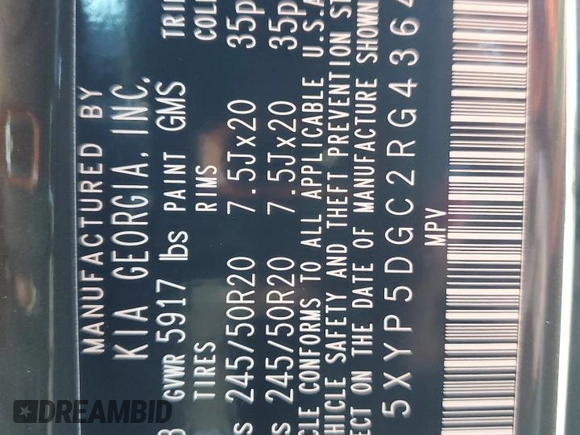 MANUFACTURED BY
KIA GEORGIA, INC.
GVWR 5917 lbs PAINT GMS TRI
TIRES RIMS COL
s 245/50R20 7.5Jx20 35p
s 245/50R20 7.5Jx20 35p
CLE CONFORMS TO ALL APPLICABLE U.S.A
HICLE SAFETY AND THEFT PREVENTION ST
ECT ON THE DATE OF MANUFACTURE SHOWN
5XYP5DGC2RG4364
MPV
DREAMBID